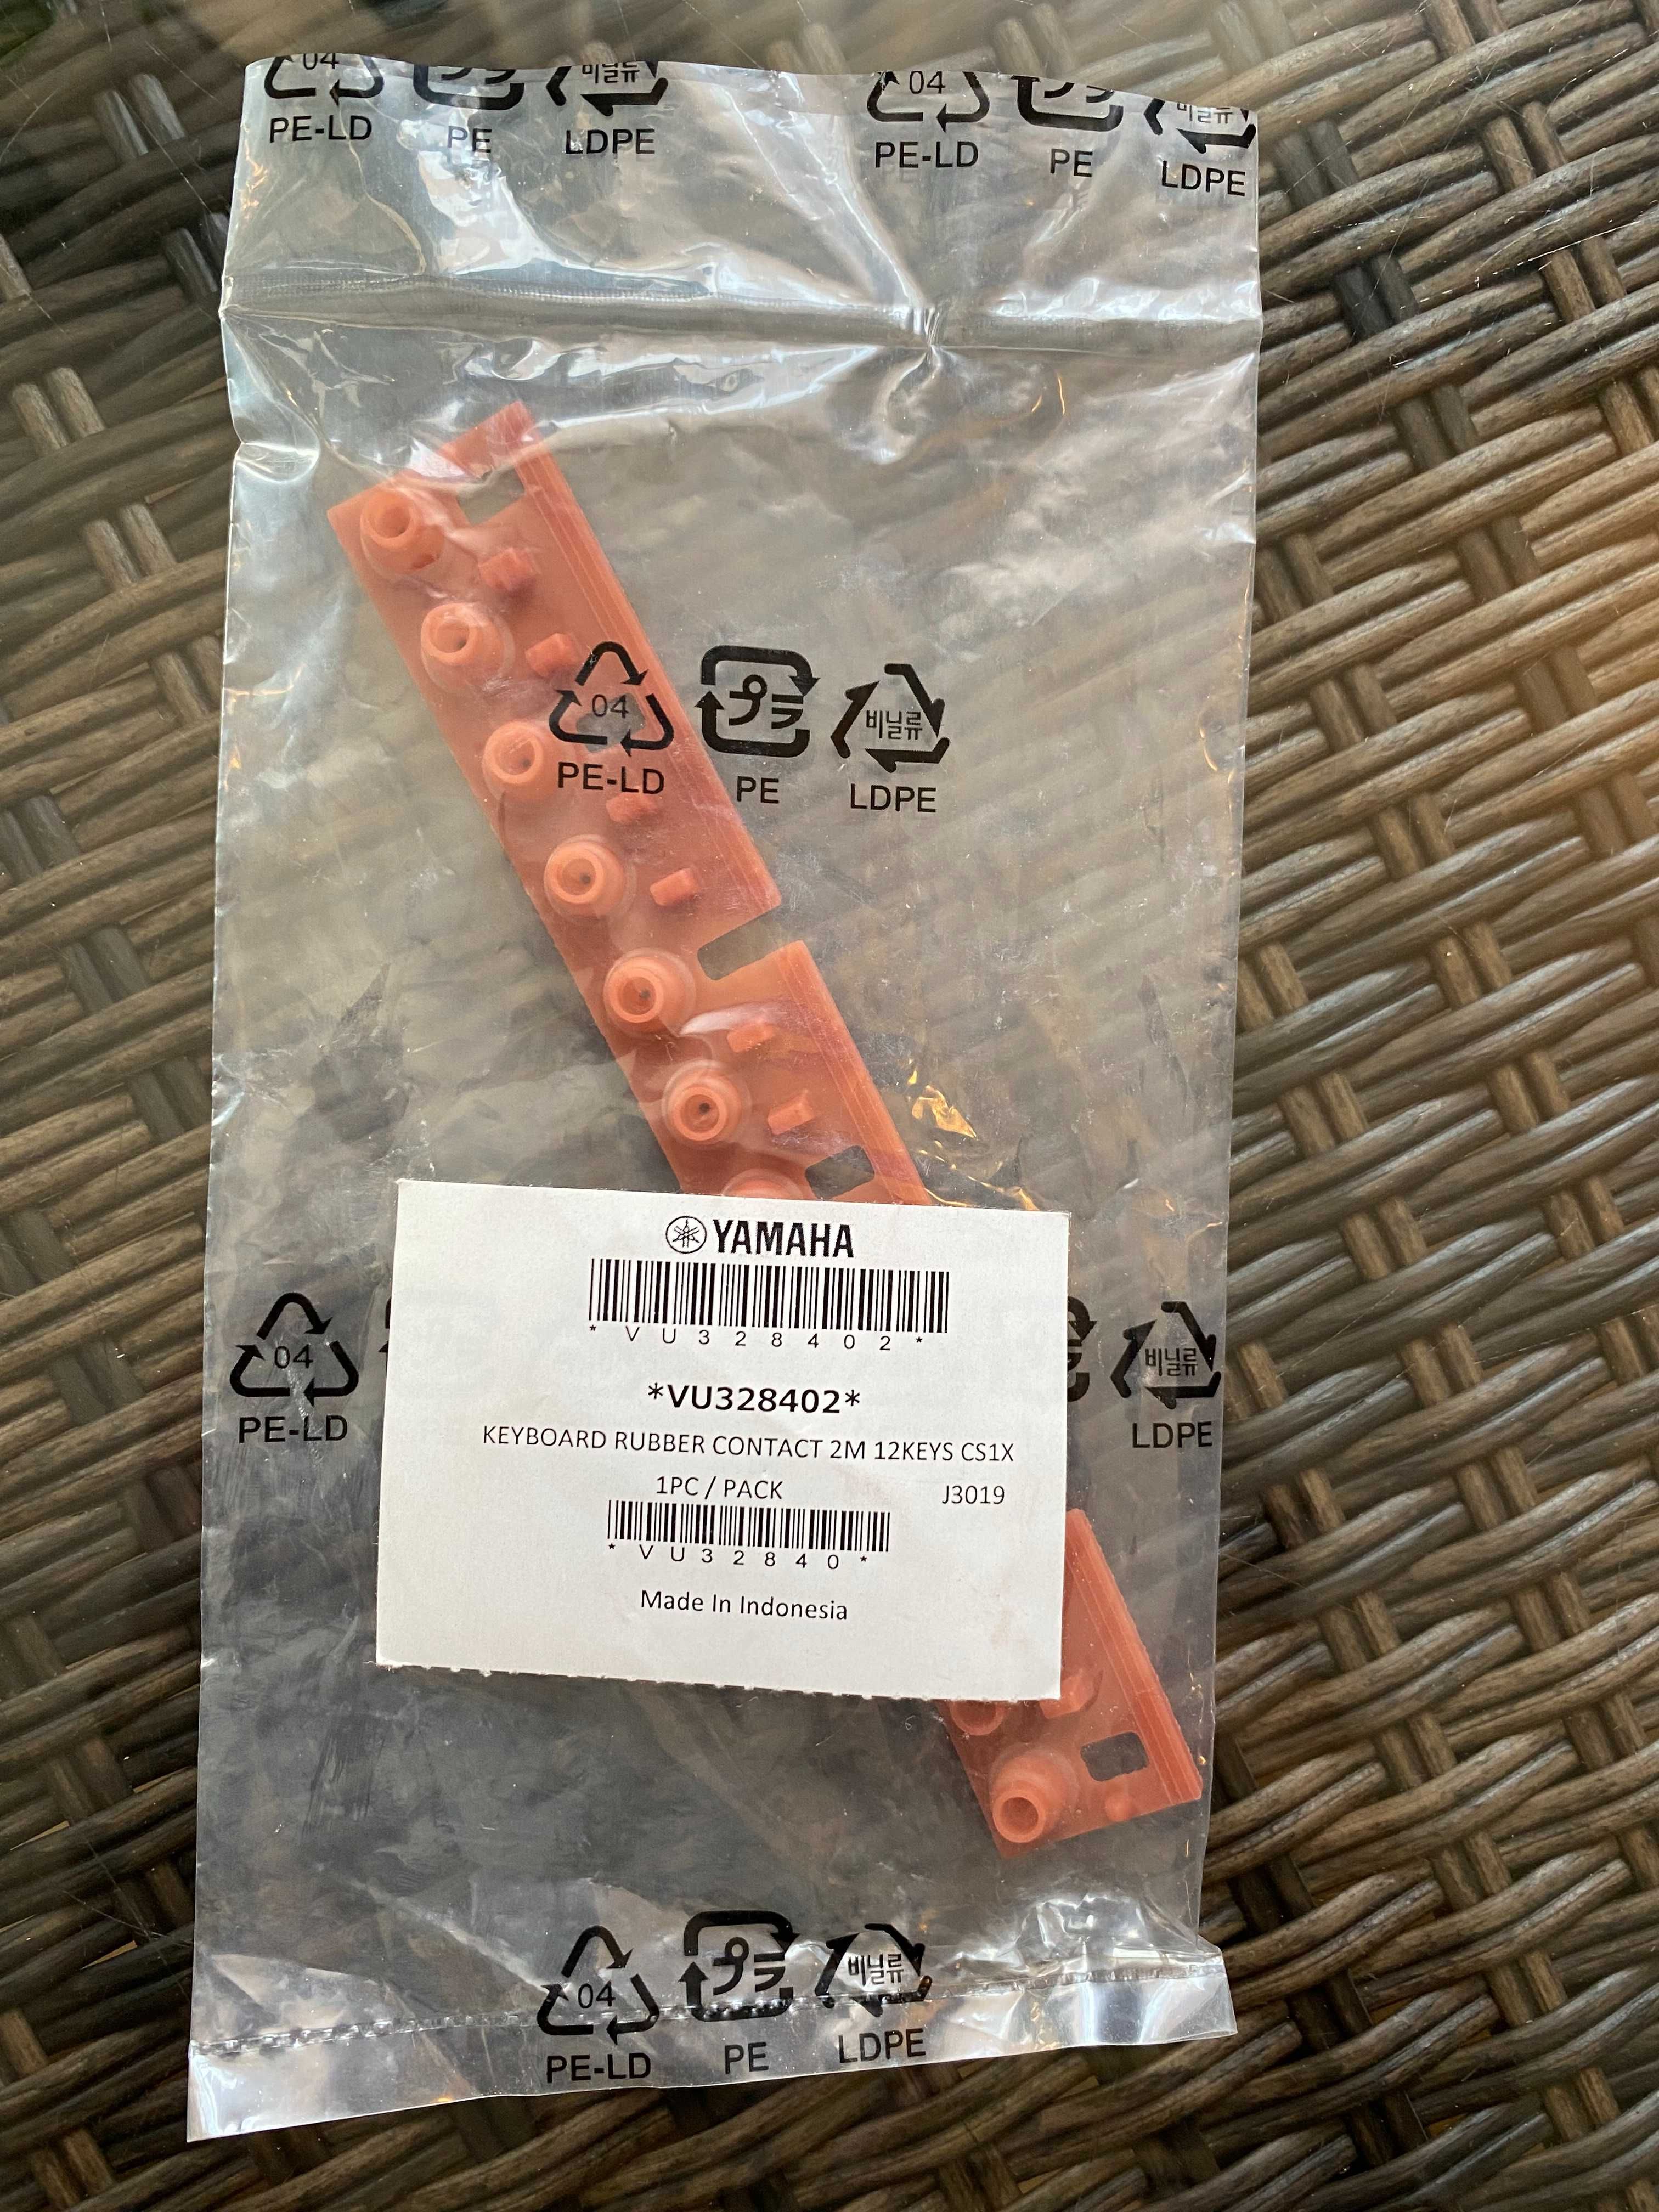 04 비닐류 04 비닐류
PE-LD PE LDPE PE-LD PE LDPE
04 プラ 비닐류
PE-LD PE LDPE
YAMAHA
* V U 3 2 8 4 0 2 *
*VU328402*
KEYBOARD RUBBER CONTACT 2M 12KEYS CS1X
1PC / PACK J3019
* V U 3 2 8 4 0 *
Made In Indonesia
04 비닐류
PE-LD LDPE
04 プラ 비닐류
PE-LD PE LDPE